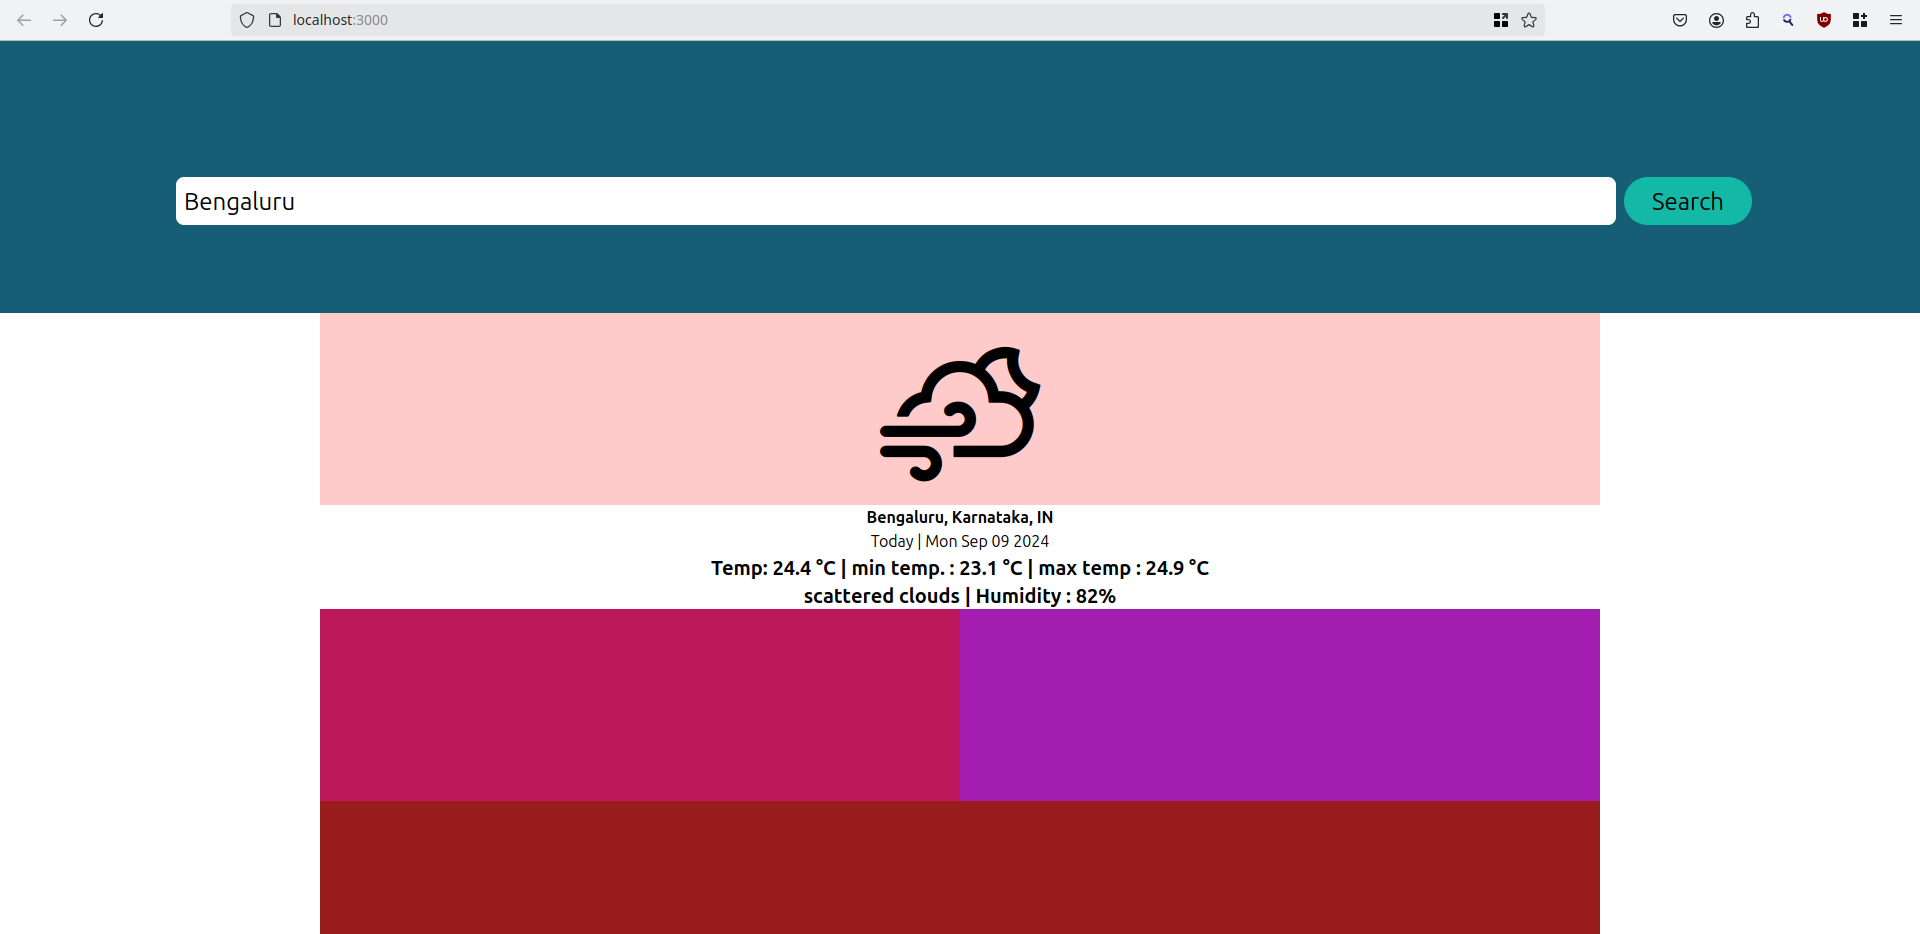 localhost:3000
Bengaluru
Search
Bengaluru, Karnataka, IN
Today | Mon Sep 09 2024
Temp: 24.4 °C | min temp. : 23.1 °C | max temp : 24.9 °C
scattered clouds | Humidity : 82%